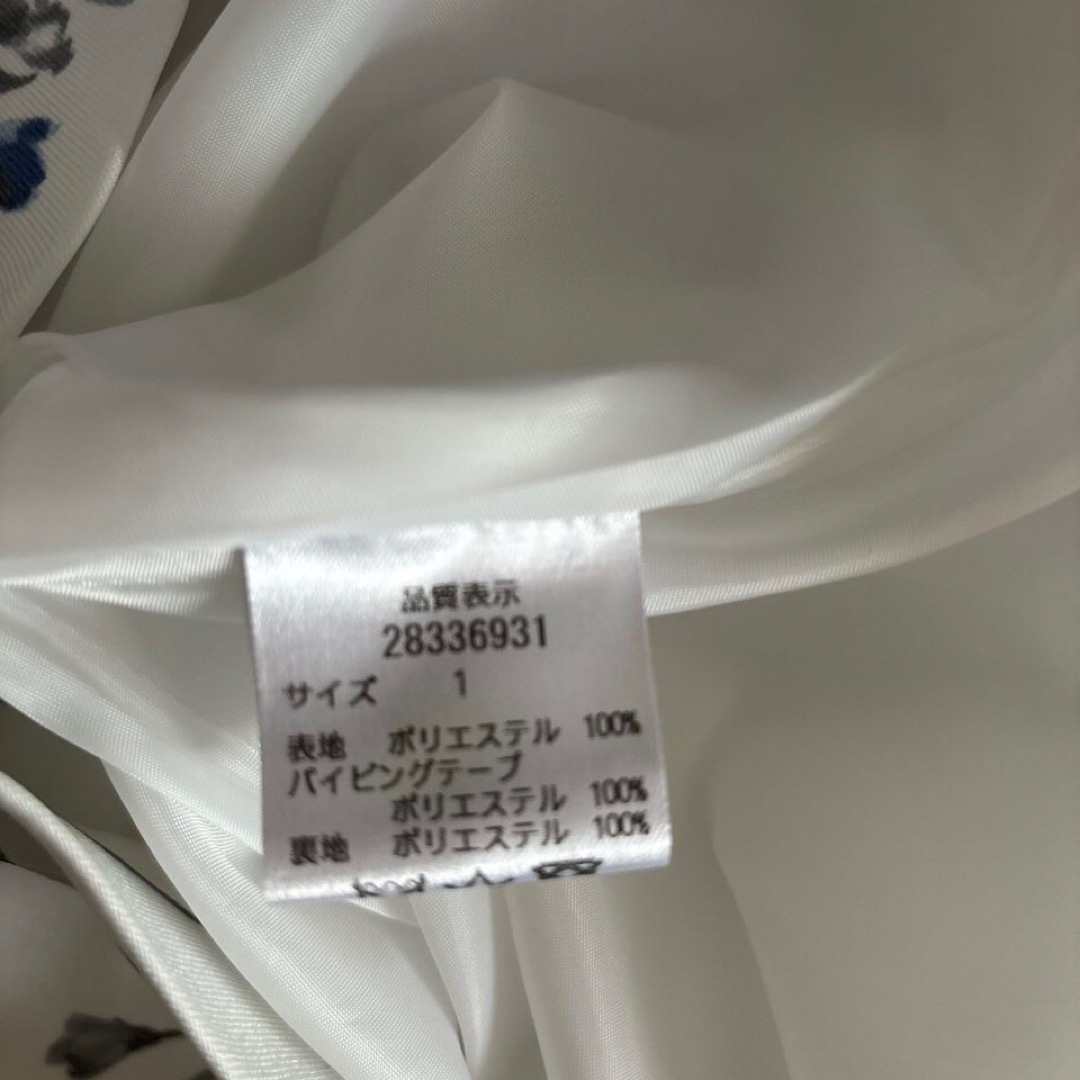 品質表示
28336931
サイズ 1
表地 ポリエステル 100%
パイピングテープ
ポリエステル 100%
裏地 ポリエステル 100%